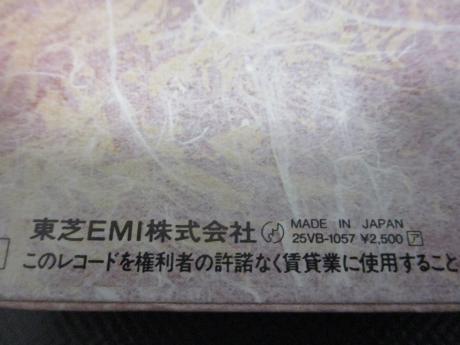 東芝EMI株式会社 MADE IN JAPAN
25VB-1057 ¥2,500 ア
このレコードを権利者の許諾なく賃貸業に使用すること